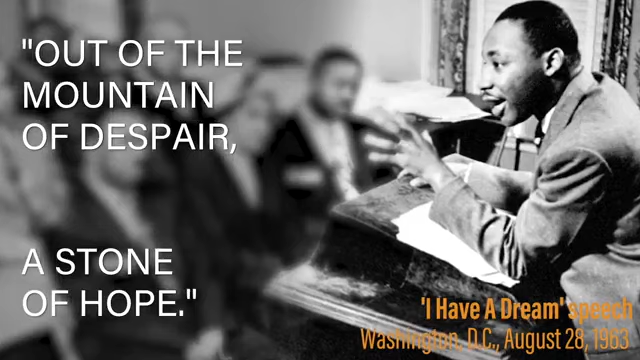 "OUT OF THE
MOUNTAIN
OF DESPAIR,
A STONE
OF HOPE."
'I Have A Dream' speech
Washington, D.C., August 28, 1963